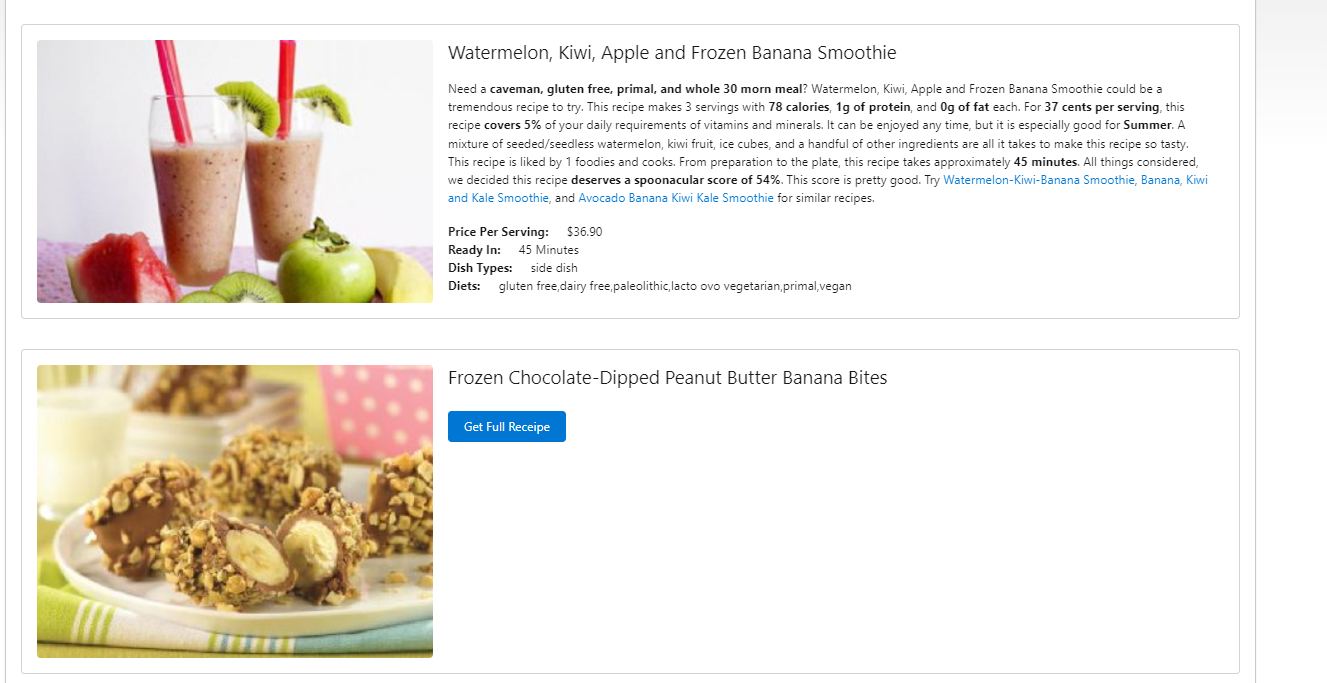 Watermelon, Kiwi, Apple and Frozen Banana Smoothie
Need a caveman, gluten free, primal, and whole 30 morn meal? Watermelon, Kiwi, Apple and Frozen Banana Smoothie could be a
tremendous recipe to try. This recipe makes 3 servings with 78 calories, 1g of protein, and 0g of fat each. For 37 cents per serving, this
recipe covers 5% of your daily requirements of vitamins and minerals. It can be enjoyed any time, but it is especially good for Summer. A
mixture of seeded/seedless watermelon, kiwi fruit, ice cubes, and a handful of other ingredients are all it takes to make this recipe so tasty.
This recipe is liked by 1 foodies and cooks. From preparation to the plate, this recipe takes approximately 45 minutes. All things considered,
we decided this recipe deserves a spoonacular score of 54%. This score is pretty good. Try Watermelon-Kiwi-Banana Smoothie, Banana, Kiwi
and Kale Smoothie, and Avocado Banana Kiwi Kale Smoothie for similar recipes.
Price Per Serving: $36.90
Ready In: 45 Minutes
Dish Types: side dish
Diets: gluten free,dairy free,paleolithic,lacto ovo vegetarian,primal,vegan
Frozen Chocolate-Dipped Peanut Butter Banana Bites
Get Full Receipe